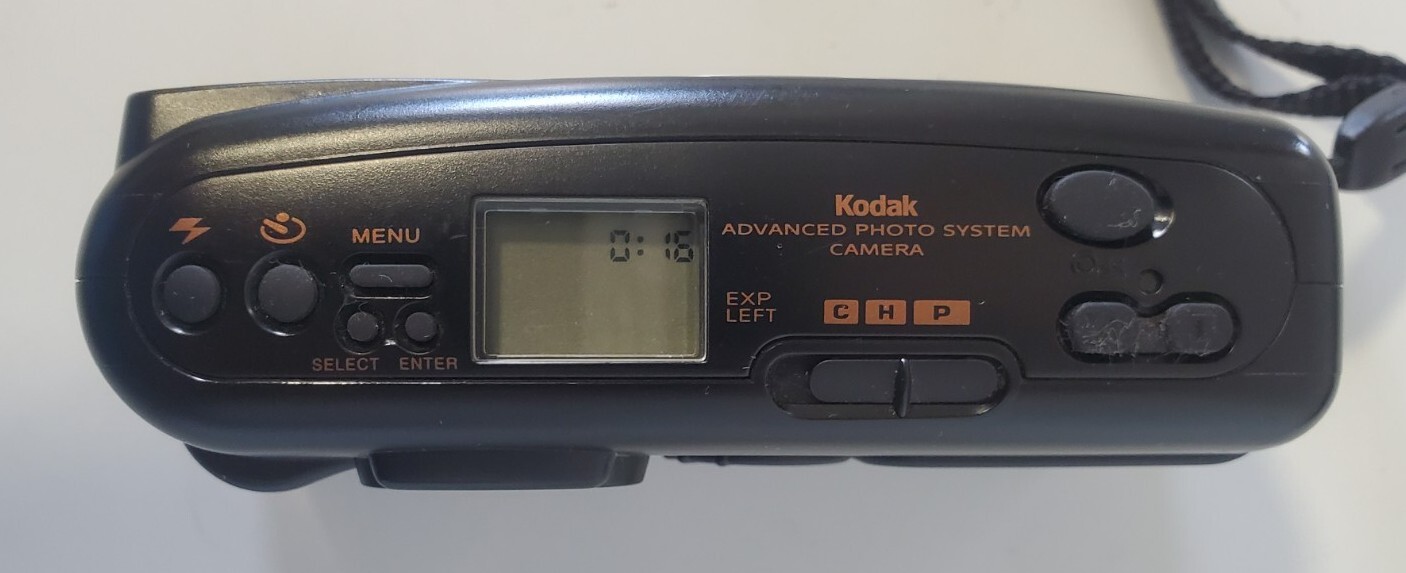 MENU
SELECT ENTER
0:16
Kodak
ADVANCED PHOTO SYSTEM
CAMERA
EXP
LEFT
C H P